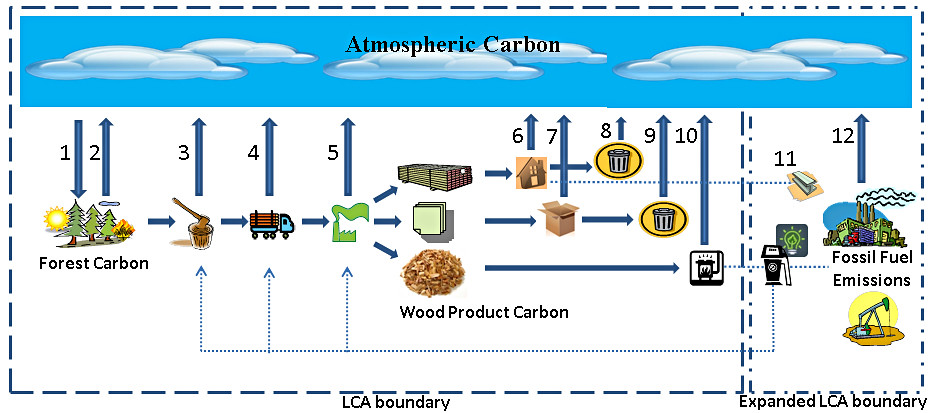 Atmospheric Carbon
1
2
3
4
5
6
7
8
9
10
11
12
Forest Carbon
Wood Product Carbon
Fossil Fuel
Emissions
LCA boundary
Expanded LCA boundary